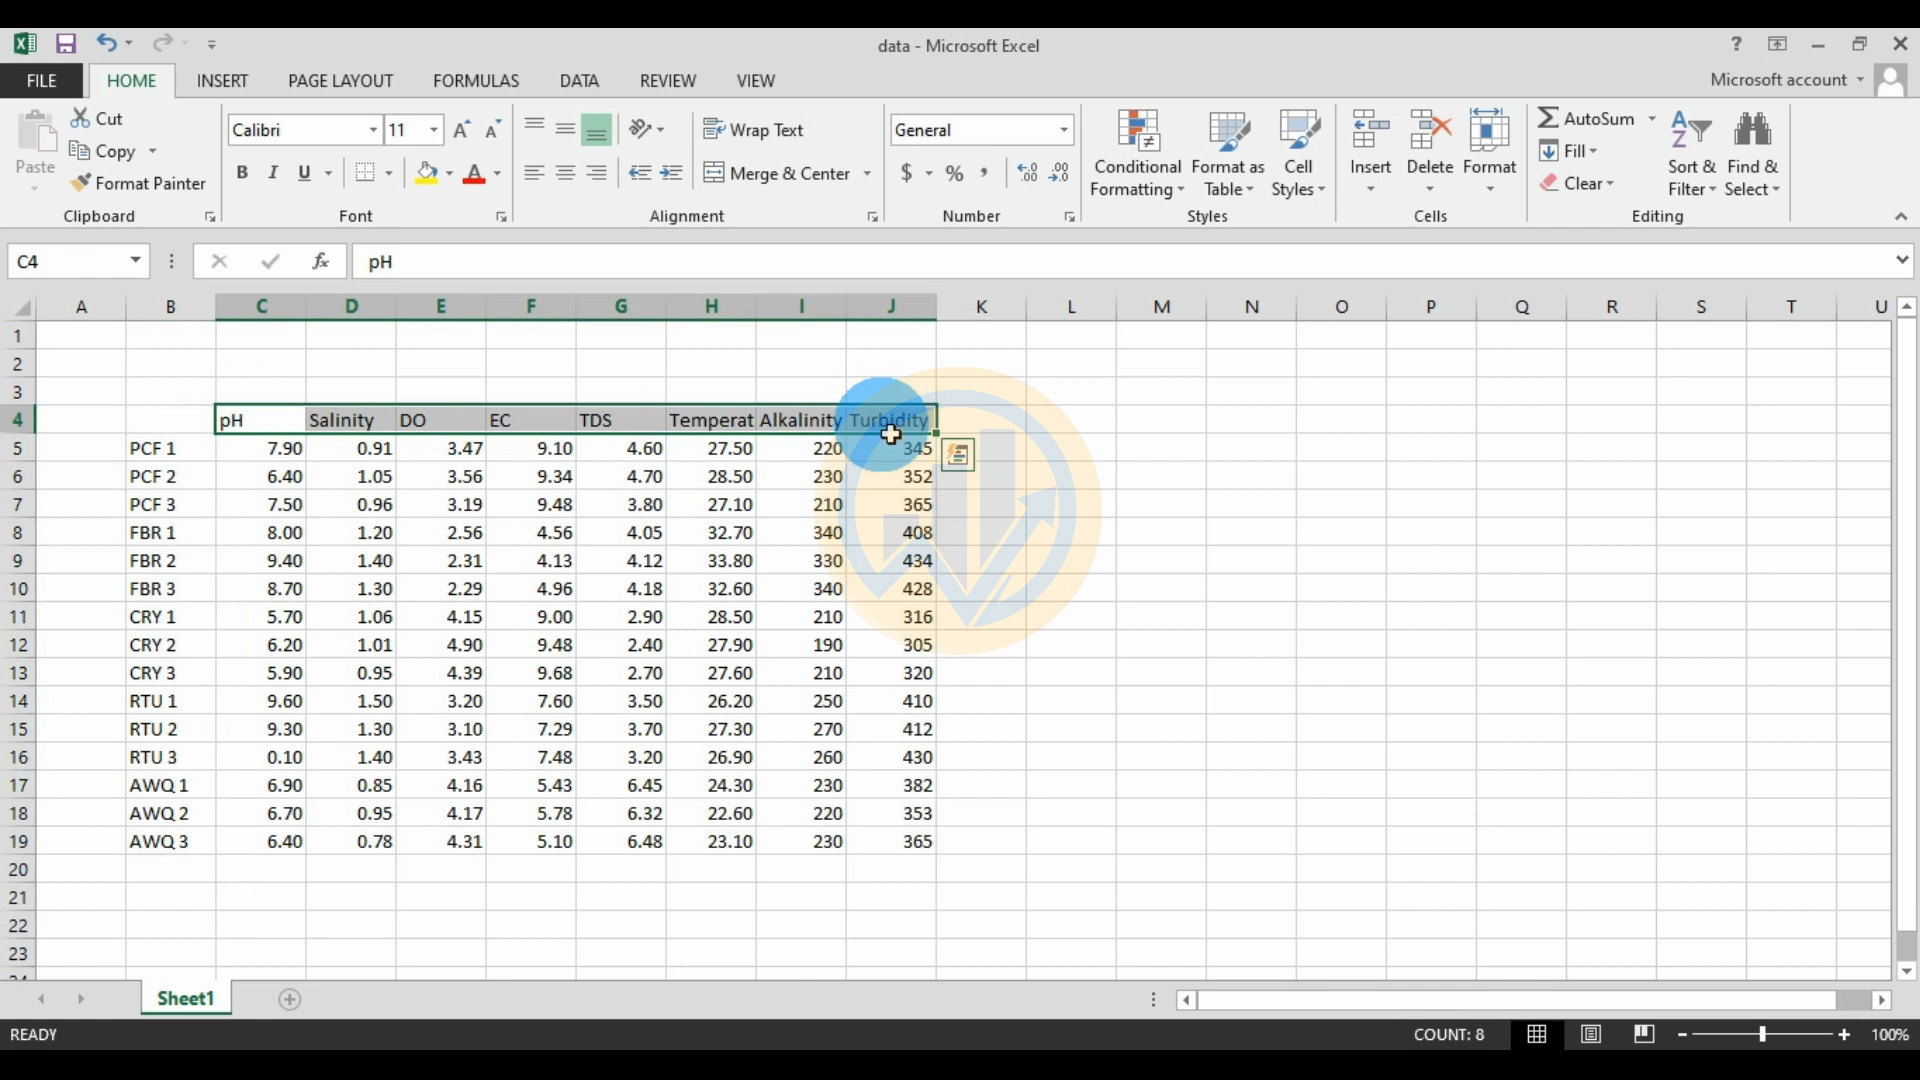 data - Microsoft Excel
?
FILE HOME INSERT PAGE LAYOUT FORMULAS DATA REVIEW VIEW Microsoft account
Paste Cut Copy Format Painter Clipboard
Calibri 11 B I U A Font
Wrap Text Merge & Center Alignment
General $ % , Number
Conditional Formatting Format as Table Cell Styles Styles
Insert Delete Format Cells
AutoSum Fill Clear Sort & Filter Find & Select Editing
C4 fx pH
A B C D E F G H I J K L M N O P Q R S T U
1
2
3
4 pH Salinity DO EC TDS Temperat Alkalinity Turbidity
5 PCF 1 7.90 0.91 3.47 9.10 4.60 27.50 220 345
6 PCF 2 6.40 1.05 3.56 9.34 4.70 28.50 230 352
7 PCF 3 7.50 0.96 3.19 9.48 3.80 27.10 210 365
8 FBR 1 8.00 1.20 2.56 4.56 4.05 32.70 340 408
9 FBR 2 9.40 1.40 2.31 4.13 4.12 33.80 330 434
10 FBR 3 8.70 1.30 2.29 4.96 4.18 32.60 340 428
11 CRY 1 5.70 1.06 4.15 9.00 2.90 28.50 210 316
12 CRY 2 6.20 1.01 4.90 9.48 2.40 27.90 190 305
13 CRY 3 5.90 0.95 4.39 9.68 2.70 27.60 210 320
14 RTU 1 9.60 1.50 3.20 7.60 3.50 26.20 250 410
15 RTU 2 9.30 1.30 3.10 7.29 3.70 27.30 270 412
16 RTU 3 0.10 1.40 3.43 7.48 3.20 26.90 260 430
17 AWQ 1 6.90 0.85 4.16 5.43 6.45 24.30 230 382
18 AWQ 2 6.70 0.95 4.17 5.78 6.32 22.60 220 353
19 AWQ 3 6.40 0.78 4.31 5.10 6.48 23.10 230 365
20
21
22
23
Sheet1
READY COUNT: 8 100%